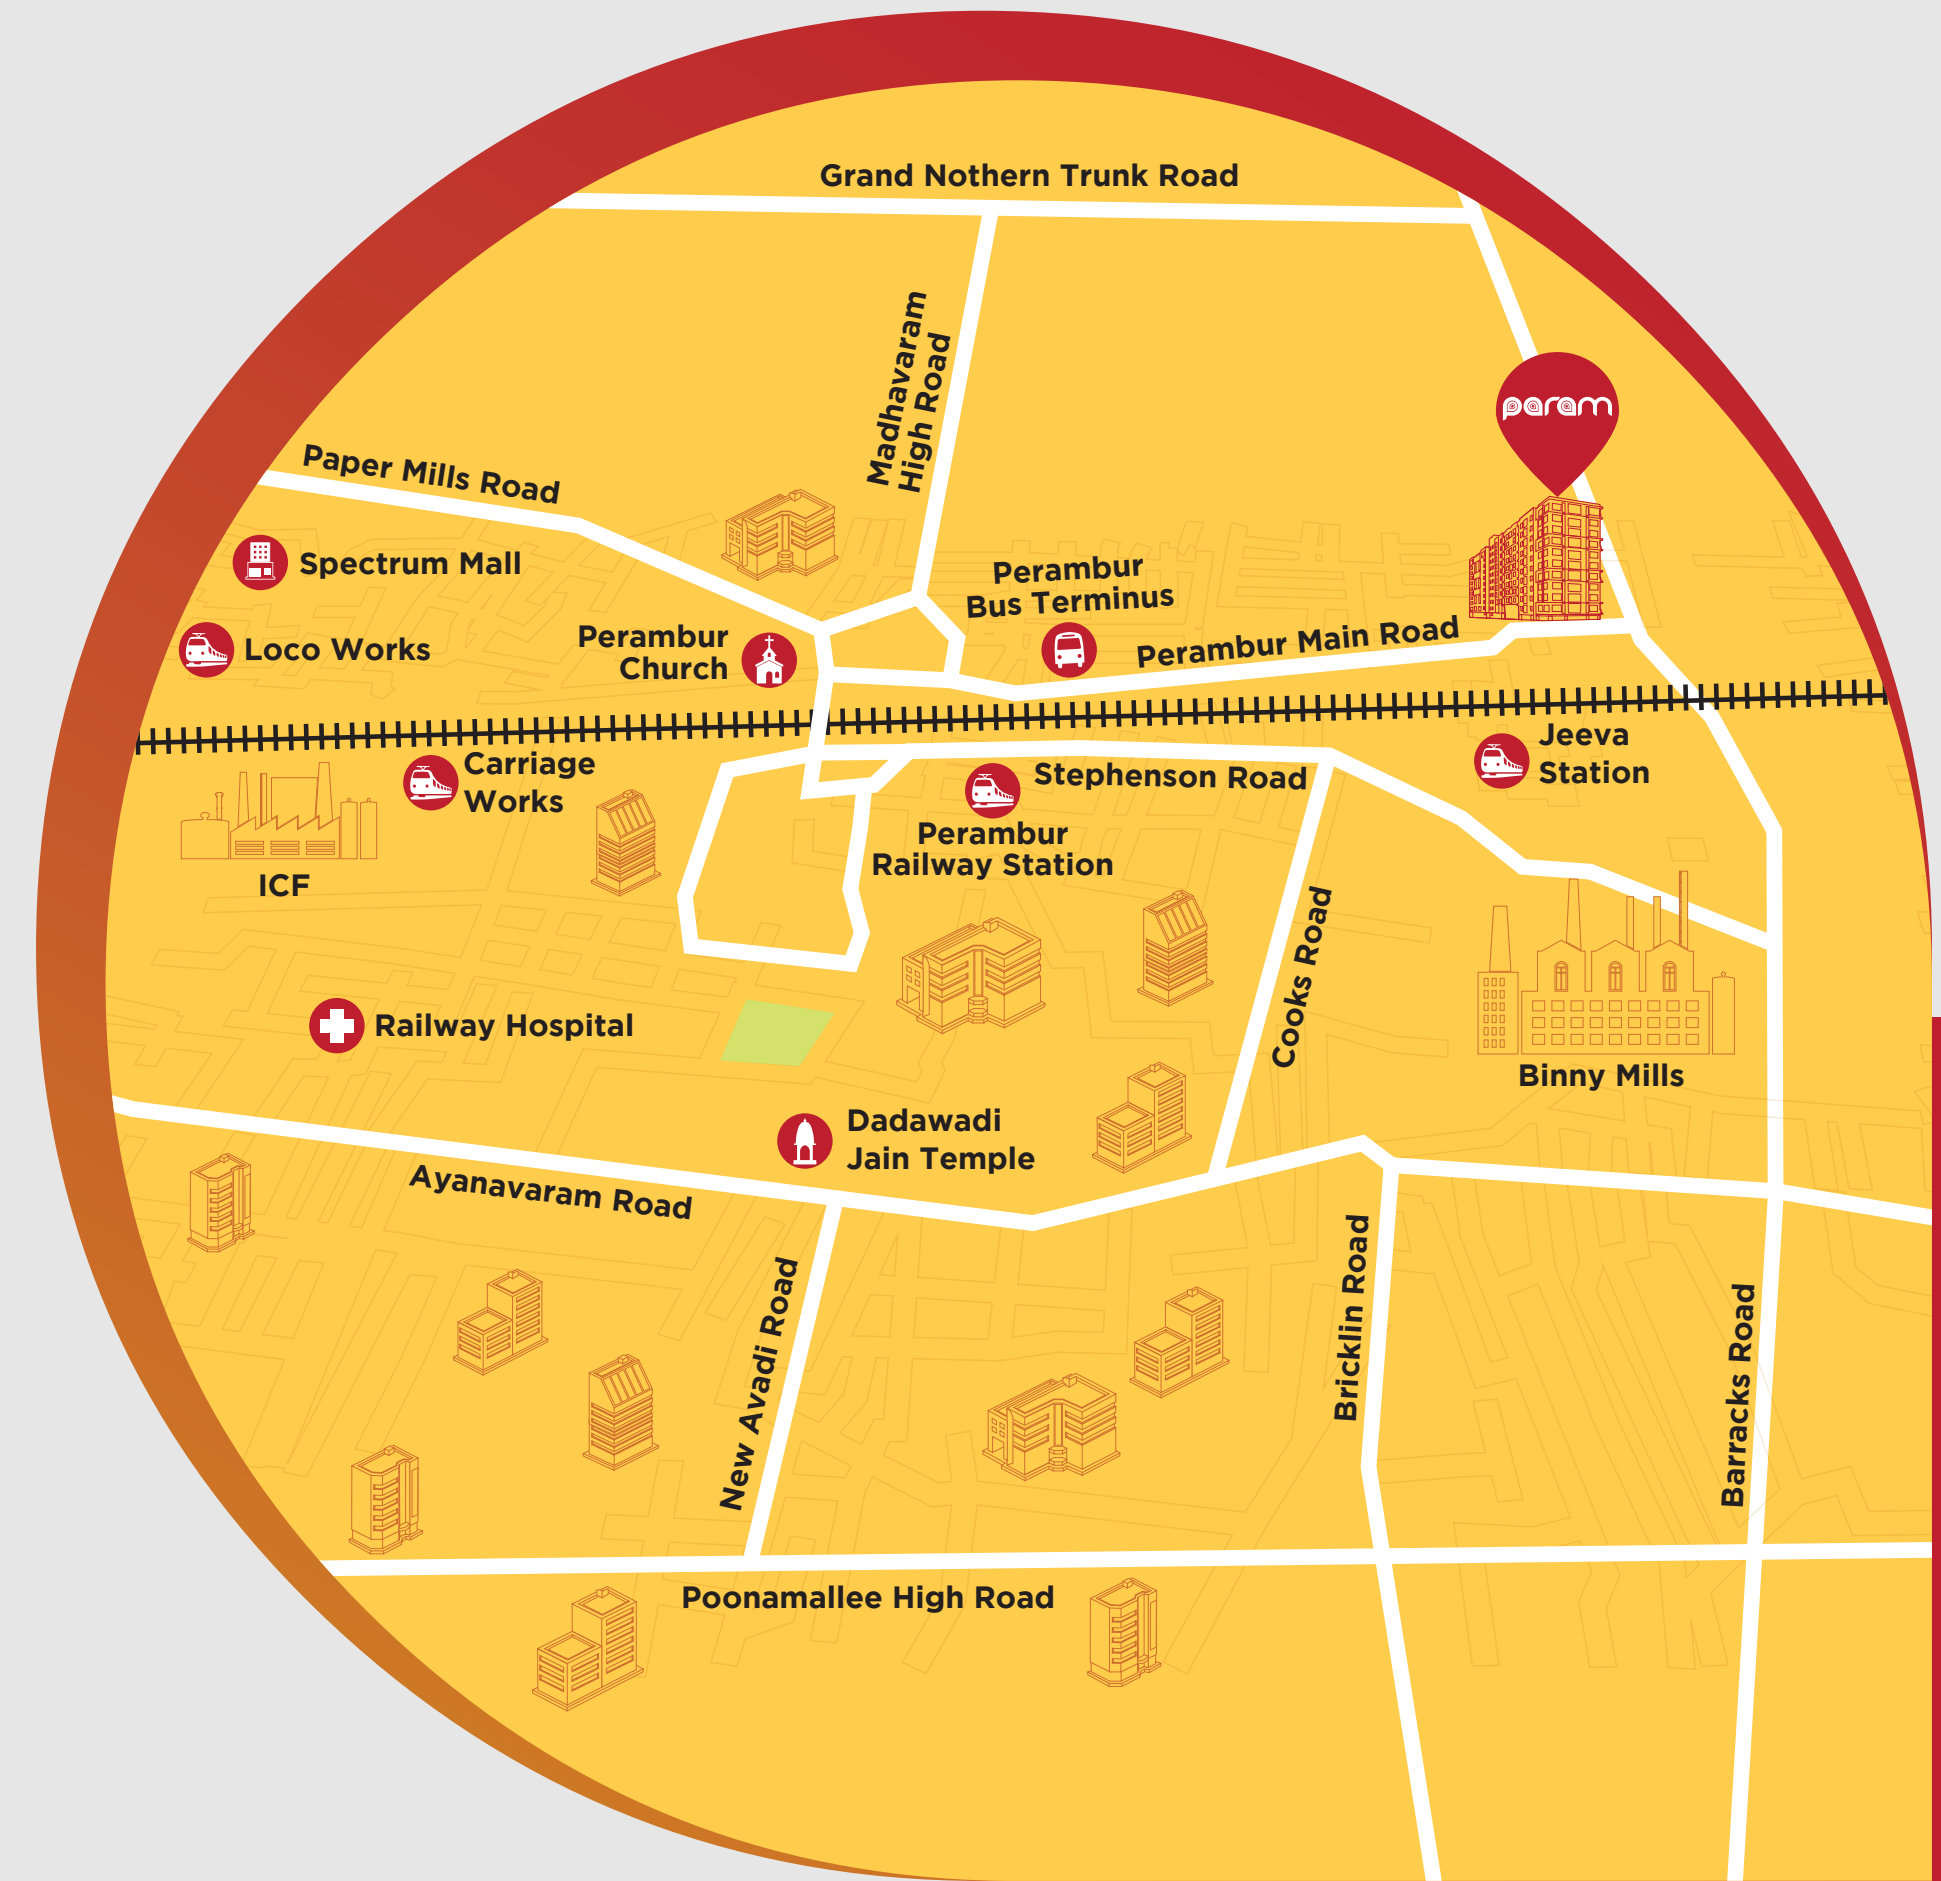 Grand Nothern Trunk Road
Madhavaram
High Road
param
Paper Mills Road
Spectrum Mall
Perambur
Bus Terminus
Loco Works
Perambur
Church
Perambur Main Road
Carriage
Works
Stephenson Road
Jeeva
Station
Perambur
Railway Station
ICF
Cooks Road
Railway Hospital
Binny Mills
Dadawadi
Jain Temple
Ayanavaram Road
New Avadi Road
Bricklin Road
Barracks Road
Poonamallee High Road